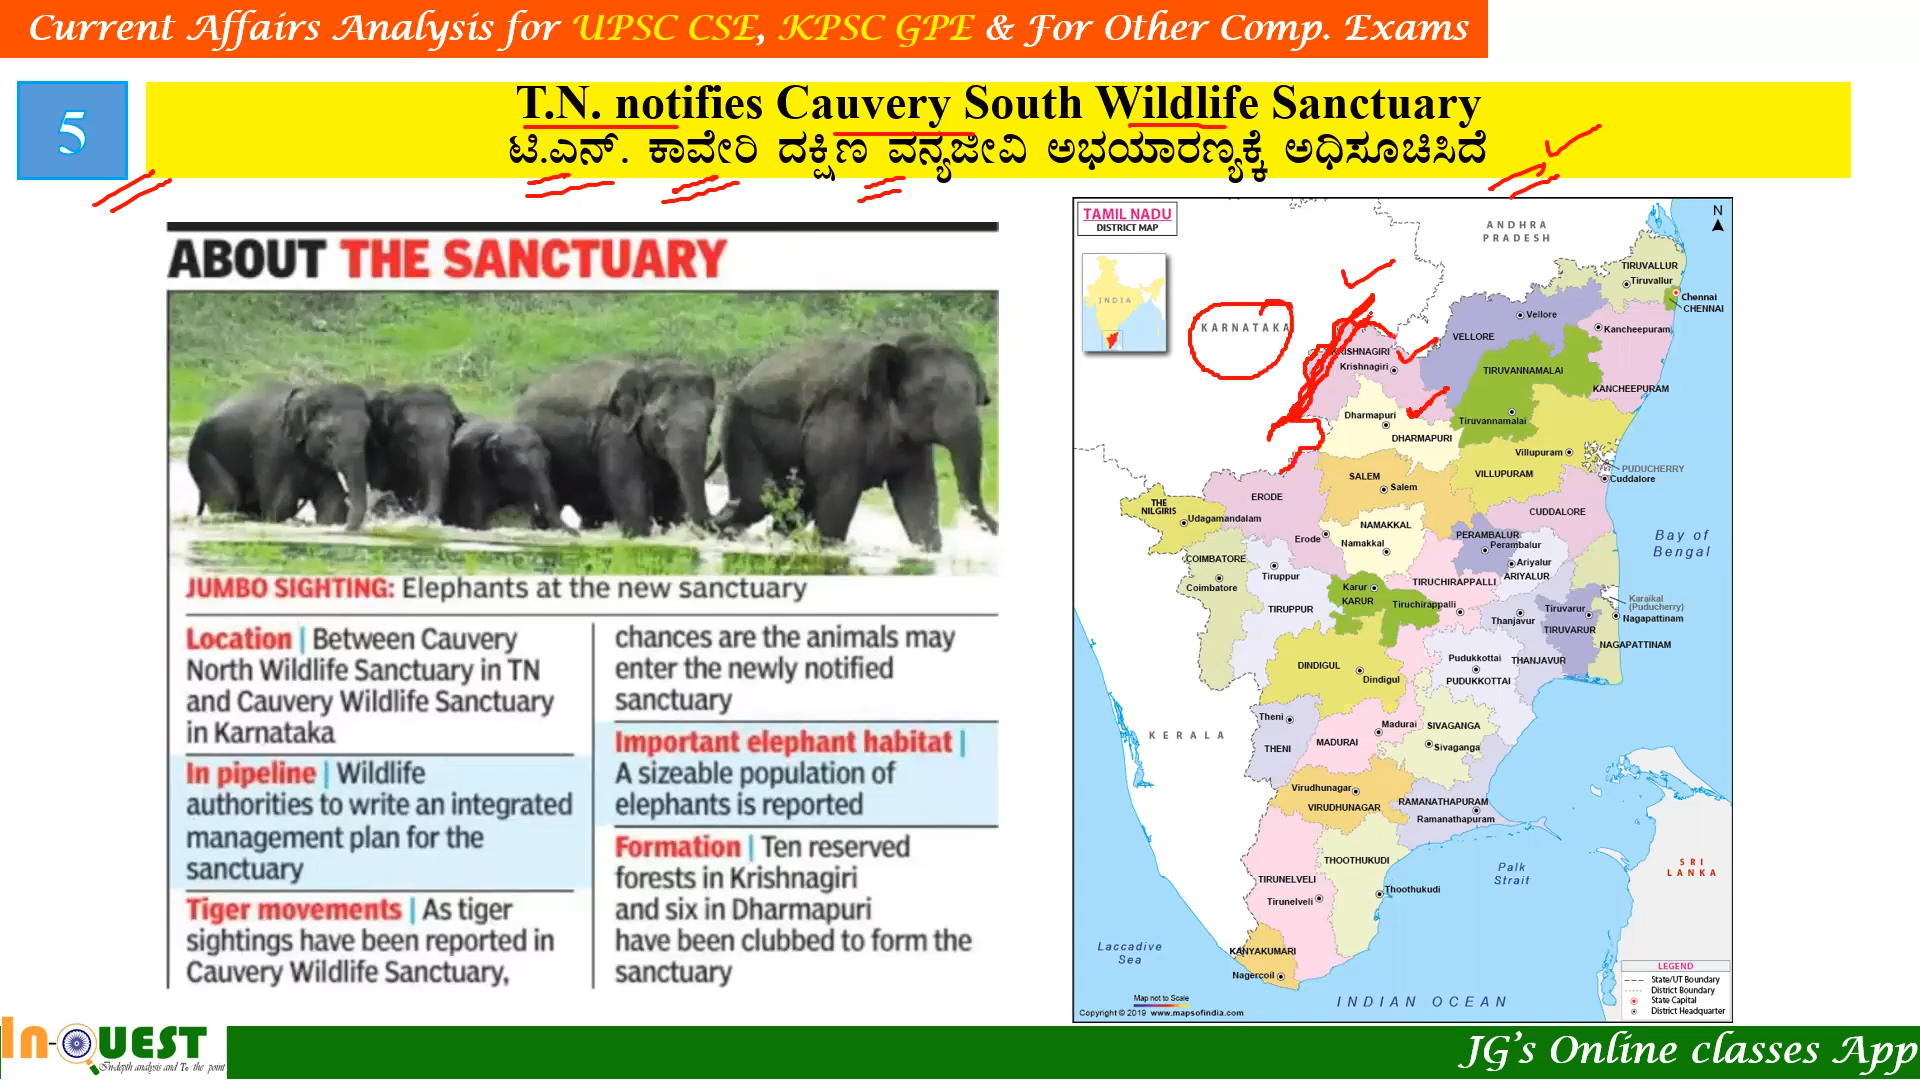 Current Affairs Analysis for UPSC CSE, KPSC GPE & For Other Comp. Exams
5
T.N. notifies Cauvery South Wildlife Sanctuary
ಟಿ.ಎನ್. ಕಾವೇರಿ ದಕ್ಷಿಣ ವನ್ಯಜೀವಿ ಅಭಯಾರಣ್ಯಕ್ಕೆ ಅಧಿಸೂಚಿಸಿದೆ
ABOUT THE SANCTUARY
JUMBO SIGHTING: Elephants at the new sanctuary
Location | Between Cauvery
North Wildlife Sanctuary in TN
and Cauvery Wildlife Sanctuary
in Karnataka
In pipeline | Wildlife
authorities to write an integrated
management plan for the
sanctuary
Tiger movements | As tiger
sightings have been reported in
Cauvery Wildlife Sanctuary,
chances are the animals may
enter the newly notified
sanctuary
Important elephant habitat |
A sizeable population of
elephants is reported
Formation | Ten reserved
forests in Krishnagiri
and six in Dharmapuri
have been clubbed to form the
sanctuary
TAMIL NADU
DISTRICT MAP
N
INDIA
ANDHRA
PRADESH
KARNATAKA
TIRUVALLUR
Tiruvallur
Chennai
CHENNAI
Vellore
VELLORE
Kancheepuram
KANCHEEPURAM
KRISHNAGIRI
Krishnagiri
TIRUVANNAMALAI
Tiruvannamalai
Dharmapuri
DHARMAPURI
Villupuram
VILLUPURAM
PUDUCHERRY
Cuddalore
CUDDALORE
SALEM
Salem
ERODE
Erode
THE
NILGIRIS
Udagamandalam
NAMAKKAL
Namakkal
PERAMBALUR
Perambalur
Bay of
Bengal
COIMBATORE
Coimbatore
Tiruppur
TIRUPPUR
Ariyalur
ARIYALUR
Karur
KARUR
TIRUCHIRAPPALLI
Tiruchirappalli
Karaikal
(Puducherry)
Nagapattinam
NAGAPATTINAM
Tiruvarur
TIRUVARUR
Thanjavur
THANJAVUR
DINDIGUL
Dindigul
Pudukkottai
PUDUKKOTTAI
KERALA
Theni
THENI
Madurai
MADURAI
SIVAGANGA
Sivaganga
Virudhunagar
VIRUDHUNAGAR
RAMANATHAPURAM
Ramanathapuram
THOOTHUKUDI
Thoothukudi
TIRUNELVELI
Tirunelveli
Palk
Strait
SRI
LANKA
Laccadive
Sea
KANYAKUMARI
Nagercoil
INDIAN OCEAN
Map not to Scale
Copyright © 2019 www.mapsofindia.com
LEGEND
State/UT Boundary
District Boundary
State Capital
District Headquarter
In-QUEST
In-depth analysis and To the point
JG's Online classes App